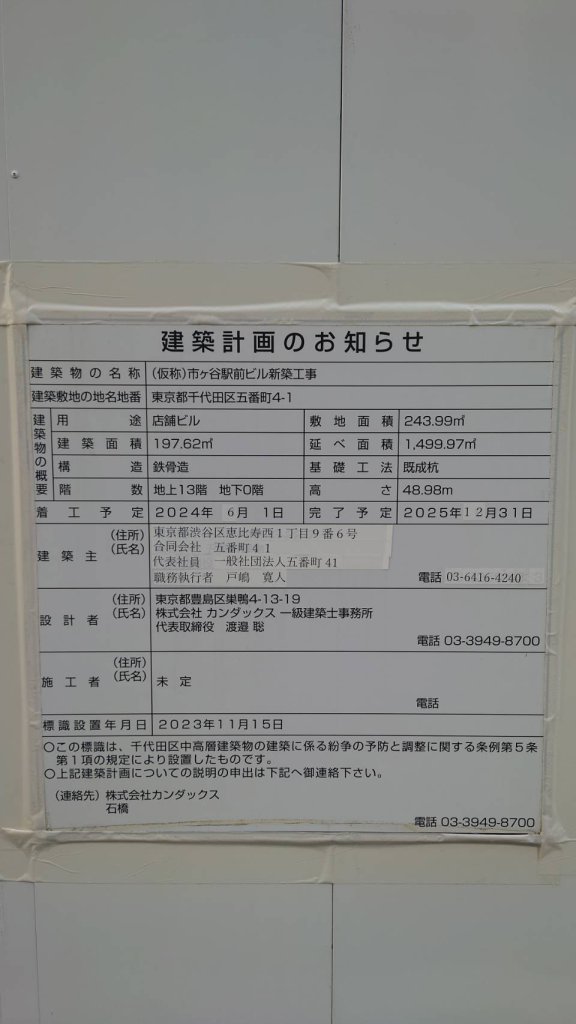 建築計画のお知らせ
建築物の名称 (仮称)市ヶ谷駅前ビル新築工事
建築敷地の地名地番 東京都千代田区五番町4-1
建築物の概要
用途 店舗ビル 敷地面積 243.99㎡
建築面積 197.62㎡ 延べ面積 1,499.97㎡
構造 鉄骨造 基礎工法 既成杭
階数 地上13階 地下0階 高さ 48.98m
着工予定 2024年 6月 1日 完了予定 2025年12月31日
建築主 (住所) 東京都渋谷区恵比寿西1丁目9番6号
(氏名) 合同会社 五番町41
代表社員 一般社団法人五番町41
職務執行者 戸嶋 寛人 電話 03-6416-4240
設計者 (住所) 東京都豊島区巣鴨4-13-19
(氏名) 株式会社 カンダックス 一級建築士事務所
代表取締役 渡邉 聡
電話 03-3949-8700
施工者 (住所)
(氏名) 未定
電話
標識設置年月日 2023年11月15日
○この標識は、千代田区中高層建築物の建築に係る紛争の予防と調整に関する条例第5条
第1項の規定により設置したものです。
○上記建築計画についての説明の申出は下記へ御連絡下さい。
(連絡先) 株式会社カンダックス
石橋
電話 03-3949-8700